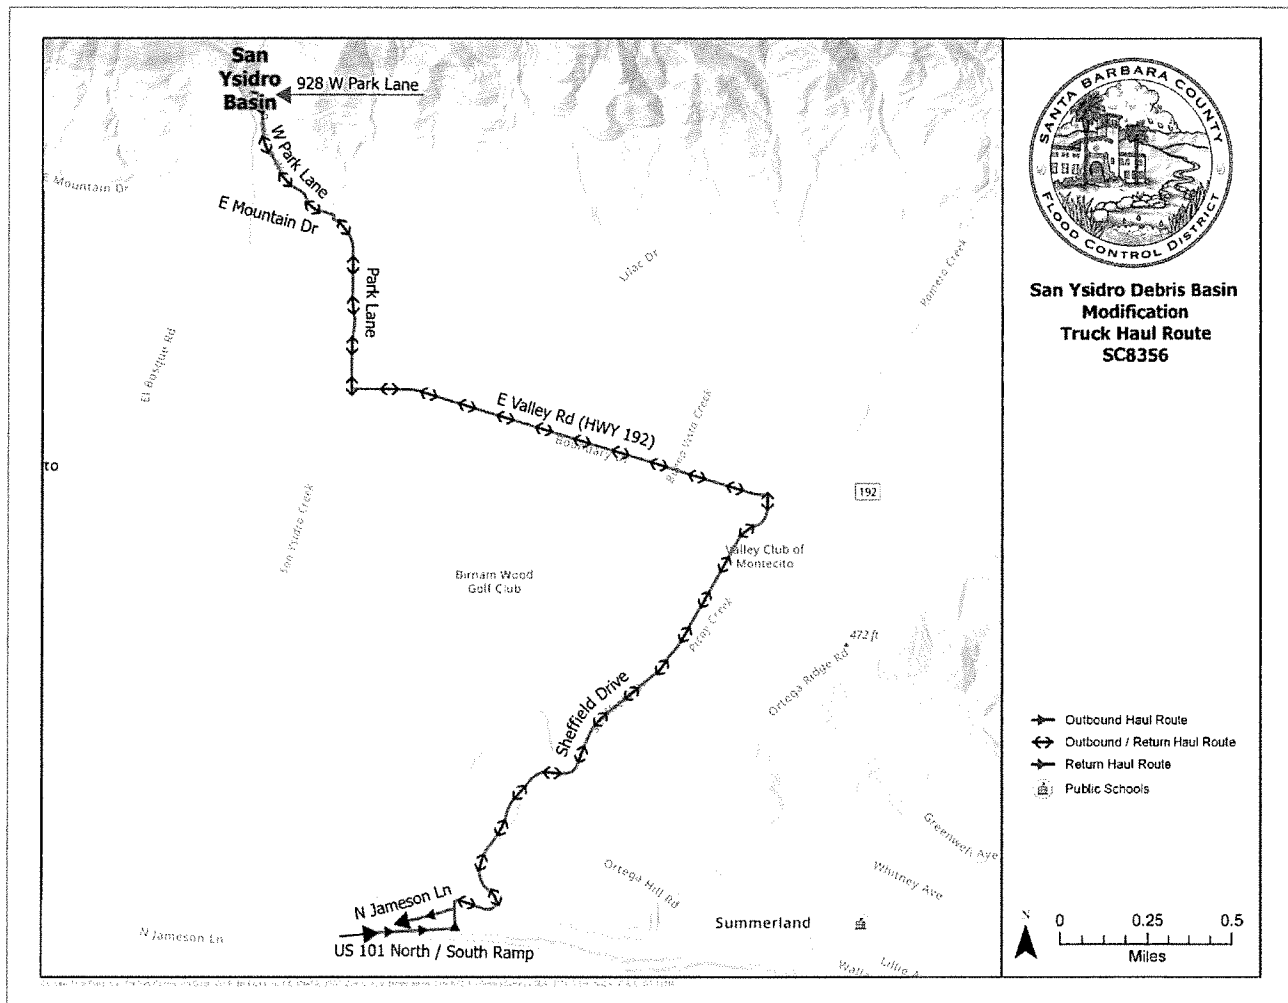 San
Ysidro
Basin
928 W Park Lane
W Park Lane
E Mountain Dr
E Mountain Dr
Park Lane
Lilac Dr
Romero Creek
El Bosque Rd
E Valley Rd (HWY 192)
Boundary Dr
Buena Vista Creek
to
192
San Ysidro Creek
Valley Club of
Montecito
Birnam Wood
Golf Club
Picay Creek
472 ft
Ortega Ridge Rd
Sheffield Drive
Greenwell Ave
Whitney Ave
Ortega Hill Rd
N Jameson Ln
N Jameson Ln
Summerland
US 101 North / South Ramp
Lillie A
SANTA BARBARA COUNTY
FLOOD CONTROL DISTRICT
San Ysidro Debris Basin
Modification
Truck Haul Route
SC8356
Outbound Haul Route
Outbound / Return Haul Route
Return Haul Route
Public Schools
N
0 0.25 0.5
Miles